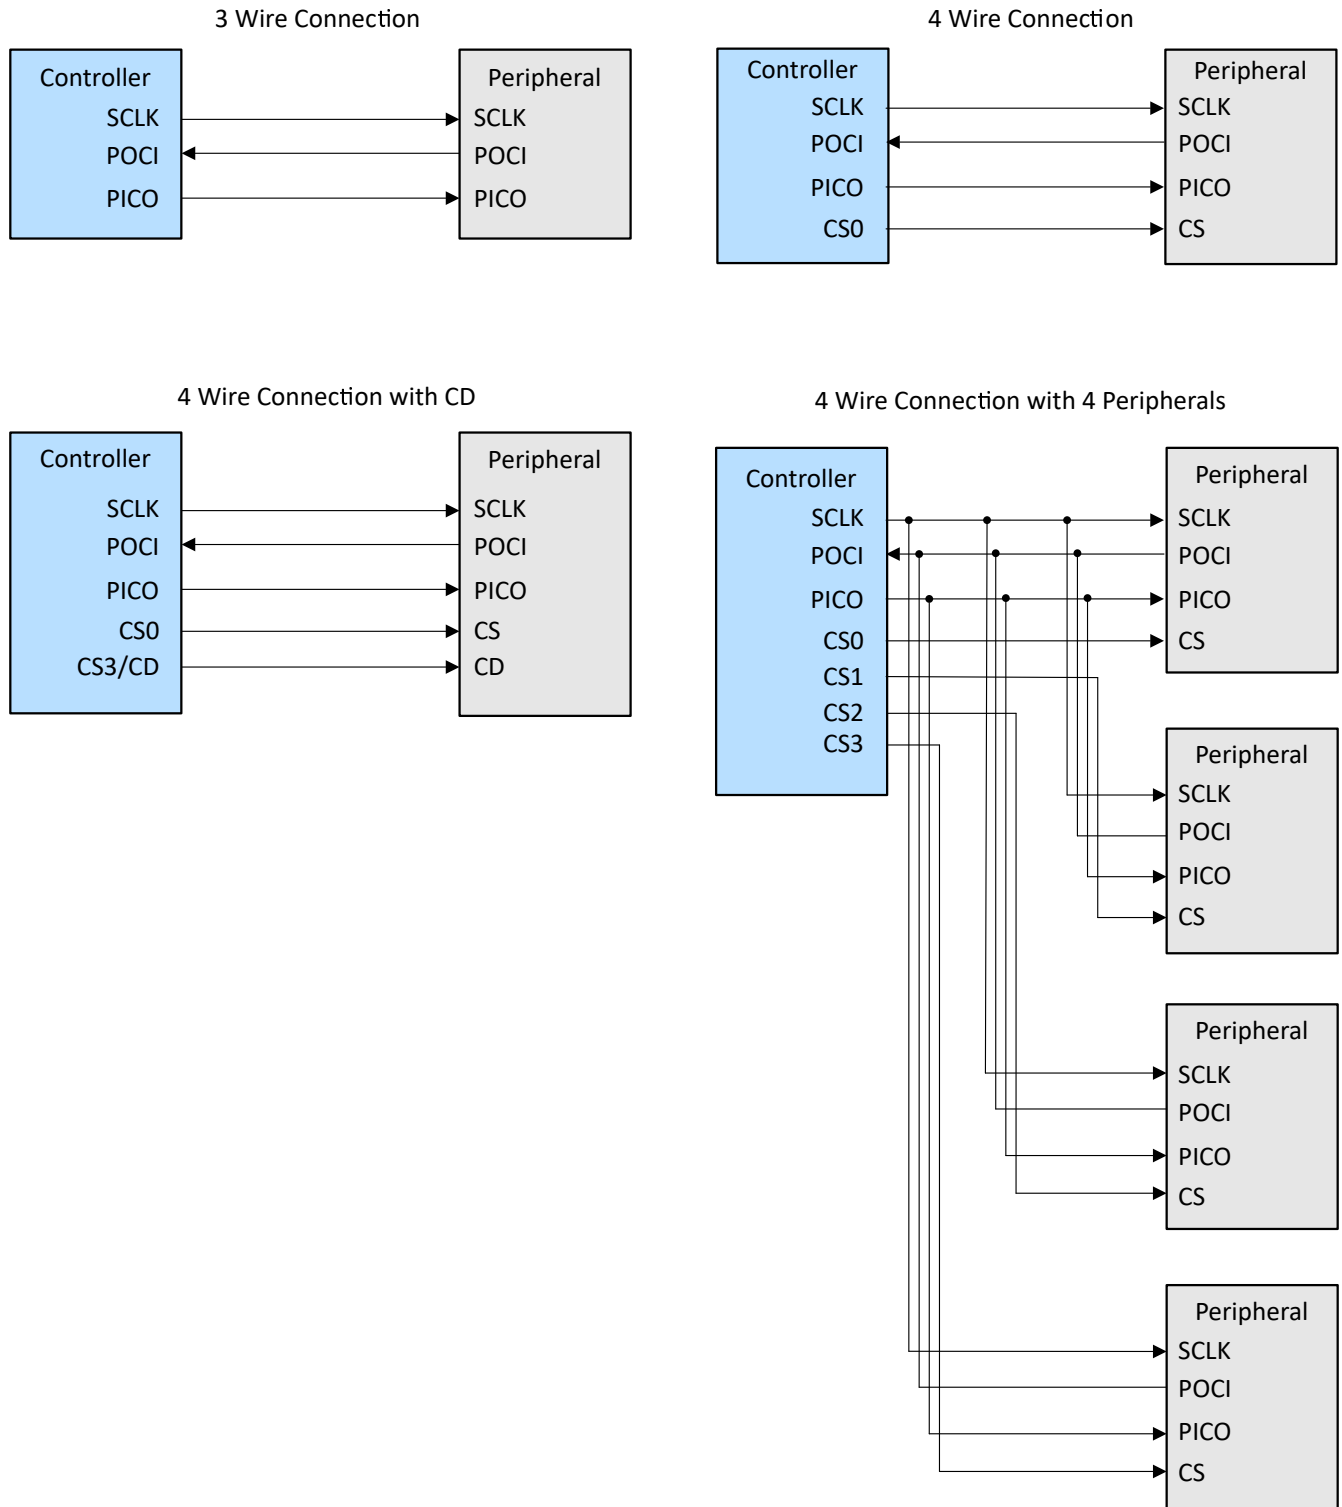 3 Wire Connection
Controller
SCLK
POCI
PICO
Peripheral
SCLK
POCI
PICO
4 Wire Connection
Controller
SCLK
POCI
PICO
CS0
Peripheral
SCLK
POCI
PICO
CS
4 Wire Connection with CD
Controller
SCLK
POCI
PICO
CS0
CS3/CD
Peripheral
SCLK
POCI
PICO
CS
CD
4 Wire Connection with 4 Peripherals
Controller
SCLK
POCI
PICO
CS0
CS1
CS2
CS3
Peripheral
SCLK
POCI
PICO
CS
Peripheral
SCLK
POCI
PICO
CS
Peripheral
SCLK
POCI
PICO
CS
Peripheral
SCLK
POCI
PICO
CS